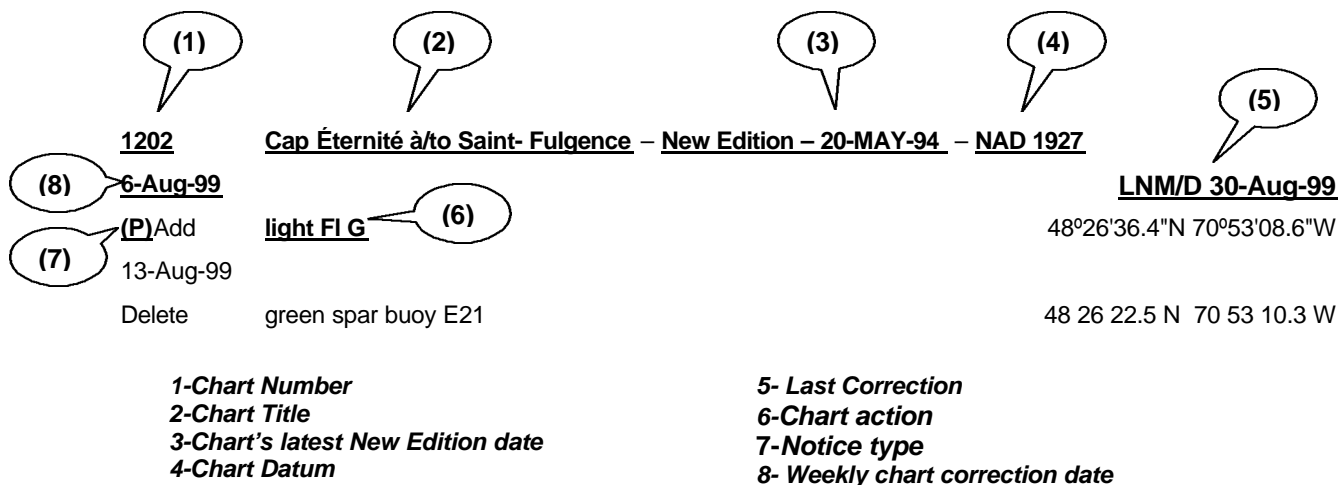 (1) (2) (3) (4)
(5)
1202 Cap Éternité à/to Saint- Fulgence – New Edition – 20-MAY-94 – NAD 1927
(8) 6-Aug-99 LNM/D 30-Aug-99
(P)Add light Fl G (6) 48º26'36.4"N 70º53'08.6"W
(7) 13-Aug-99
Delete green spar buoy E21 48 26 22.5 N 70 53 10.3 W
1-Chart Number
2-Chart Title
3-Chart's latest New Edition date
4-Chart Datum
5- Last Correction
6-Chart action
7-Notice type
8- Weekly chart correction date